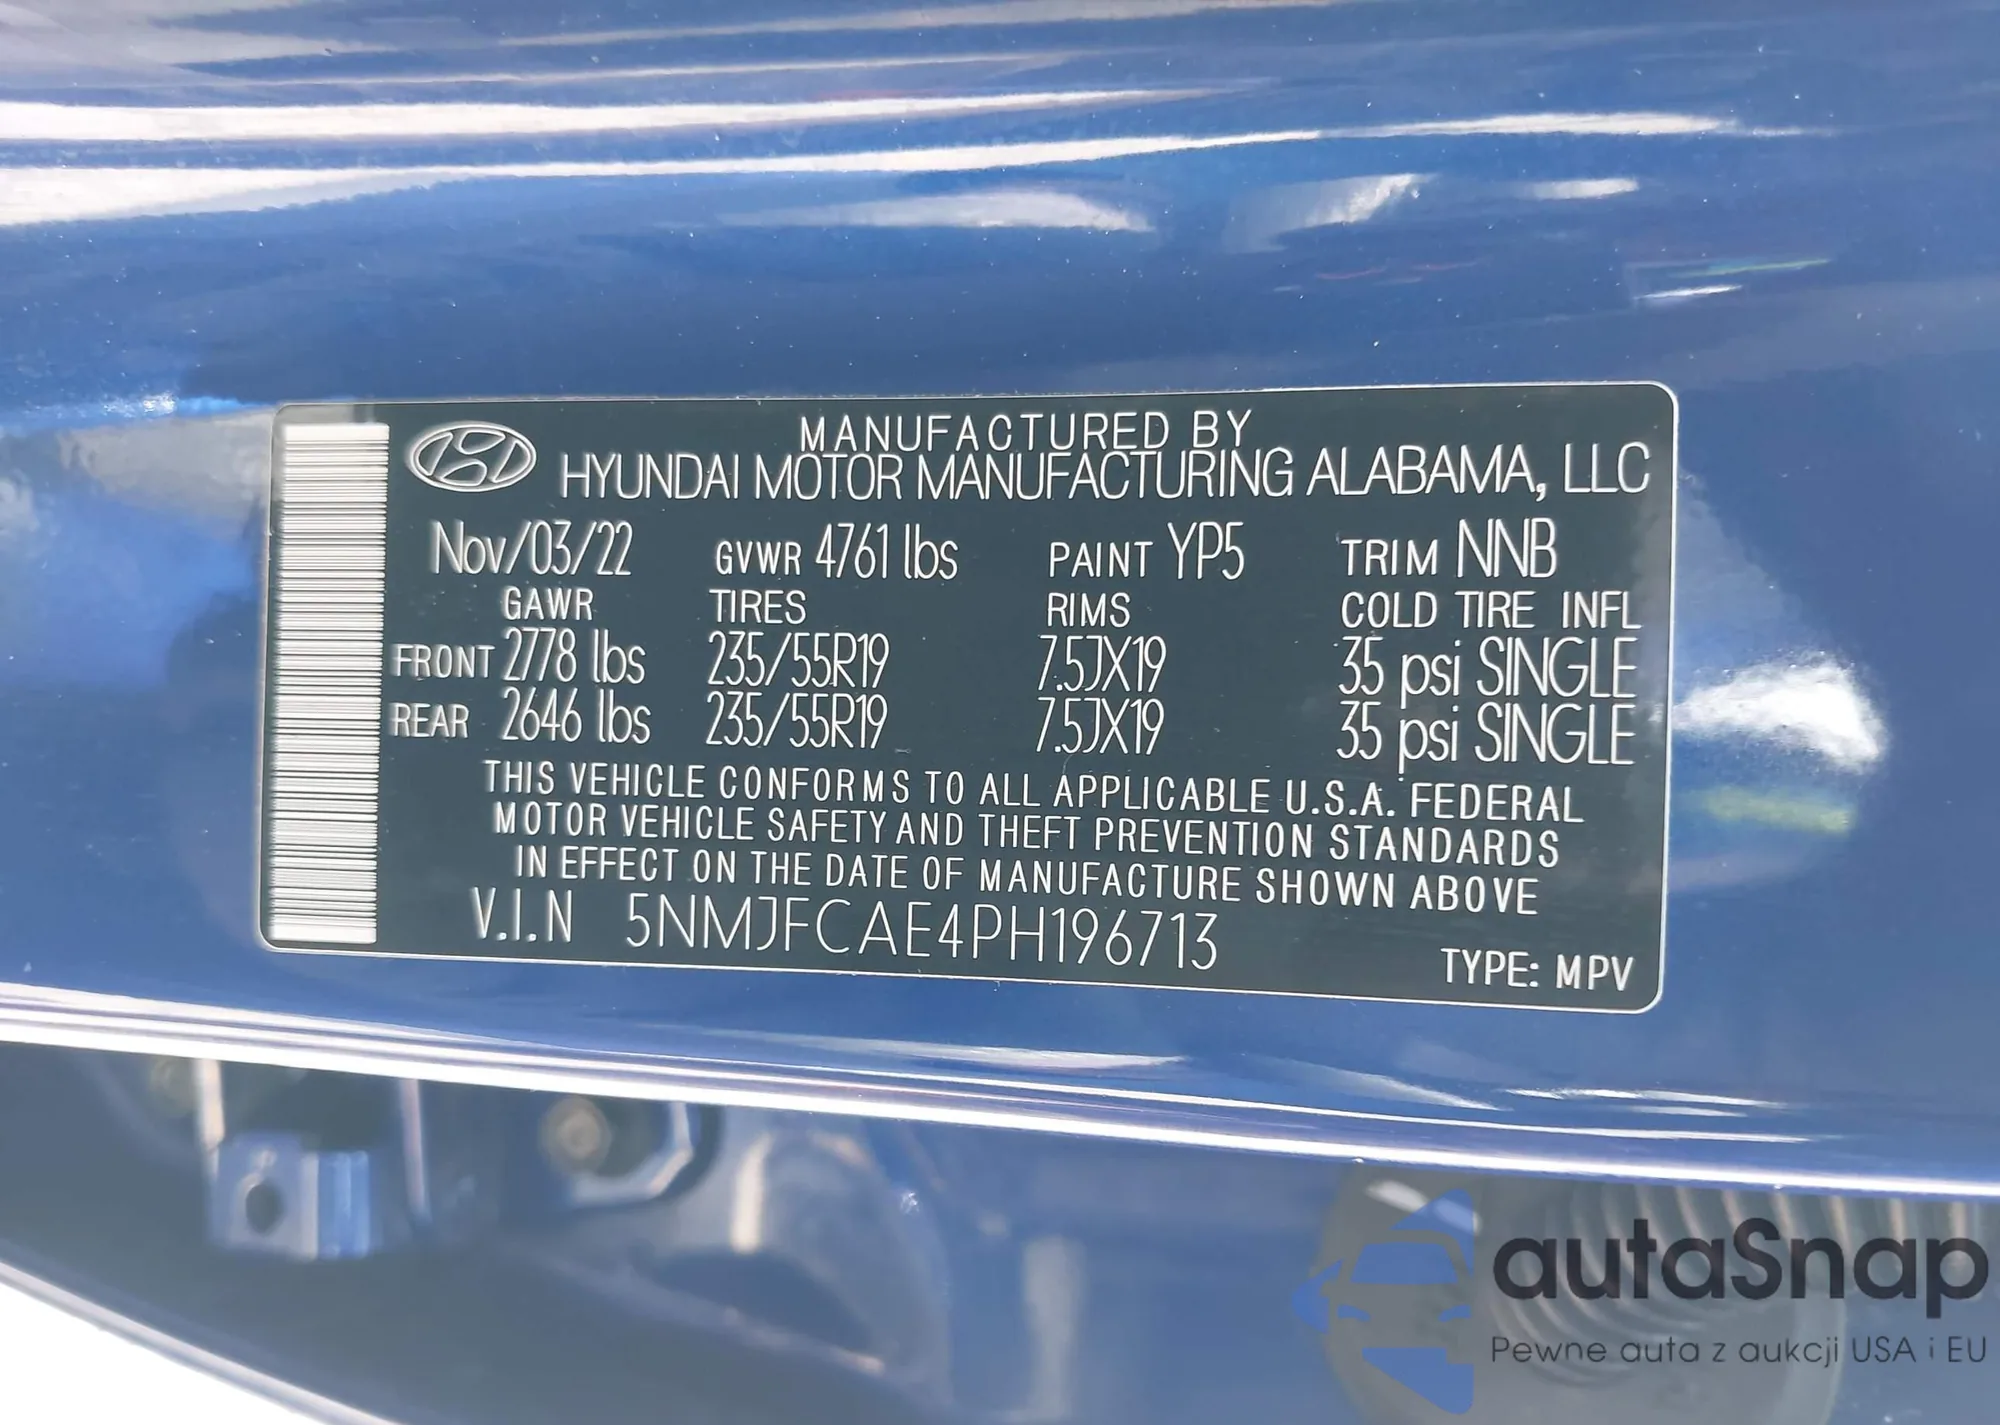 MANUFACTURED BY
HYUNDAI MOTOR MANUFACTURING ALABAMA, LLC
Nov/03/22 GVWR 4761 lbs PAINT YP5 TRIM NNB
GAWR TIRES RIMS COLD TIRE INFL
FRONT 2778 lbs 235/55R19 7.5JX19 35 psi SINGLE
REAR 2646 lbs 235/55R19 7.5JX19 35 psi SINGLE
THIS VEHICLE CONFORMS TO ALL APPLICABLE U.S.A. FEDERAL
MOTOR VEHICLE SAFETY AND THEFT PREVENTION STANDARDS
IN EFFECT ON THE DATE OF MANUFACTURE SHOWN ABOVE
V.I.N 5NMJFCAE4PH196713
TYPE: MPV
autaSnap
Pewne auta z aukcji USA i EU